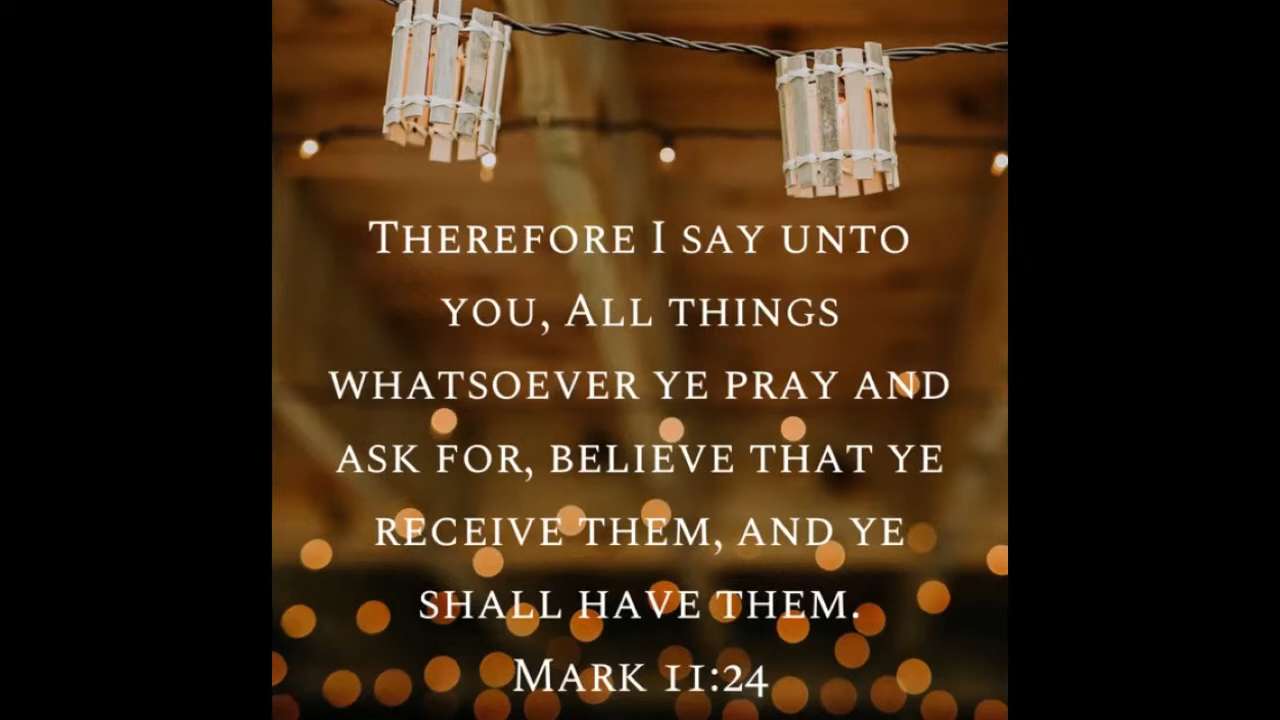 Therefore I say unto
you, All things
whatsoever ye pray and
ask for, believe that ye
receive them, and ye
shall have them.
Mark 11:24